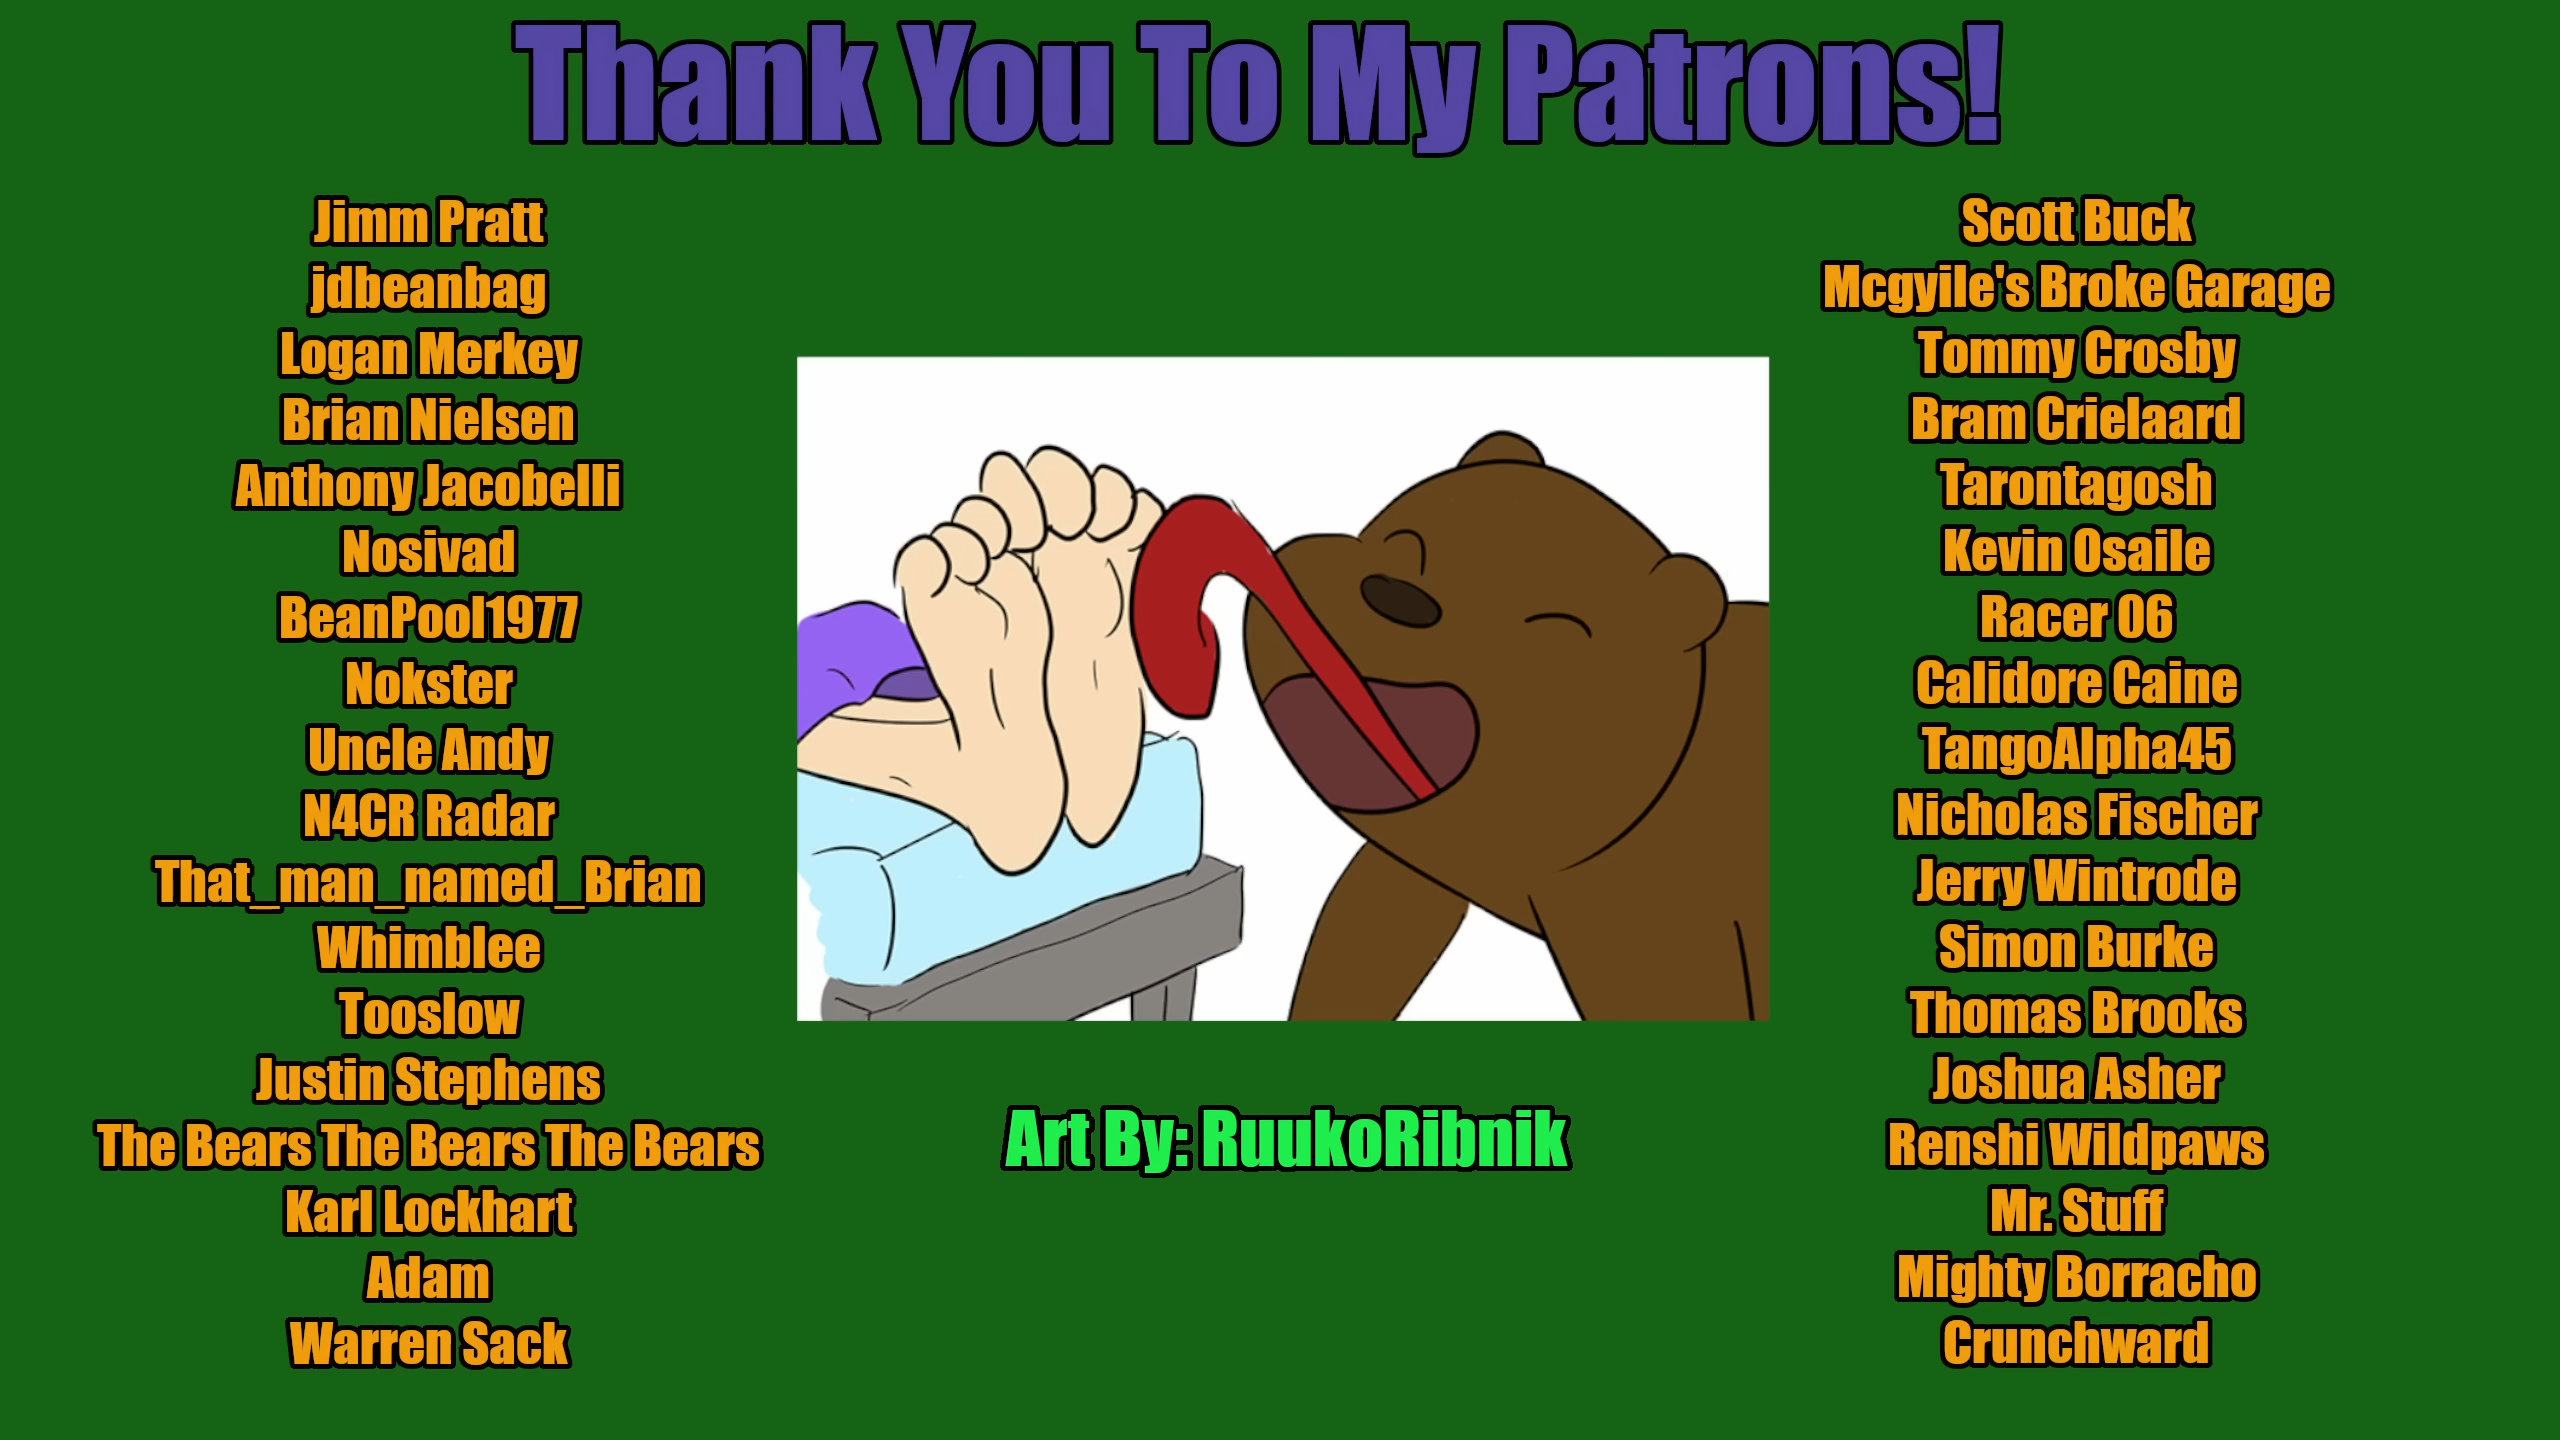 Thank You To My Patrons!
Jimm Pratt
jdbeanbag
Logan Merkey
Brian Nielsen
Anthony Jacobelli
Nosivad
BeanPool1977
Nokster
Uncle Andy
N4CR Radar
That_man_named_Brian
Whimblee
Tooslow
Justin Stephens
The Bears The Bears The Bears
Karl Lockhart
Adam
Warren Sack
Art By: RuukoRibnik
Scott Buck
Mcgyile's Broke Garage
Tommy Crosby
Bram Crielaard
Tarontagosh
Kevin Osaile
Racer 06
Calidore Caine
TangoAlpha45
Nicholas Fischer
Jerry Wintrode
Simon Burke
Thomas Brooks
Joshua Asher
Renshi Wildpaws
Mr. Stuff
Mighty Borracho
Crunchward